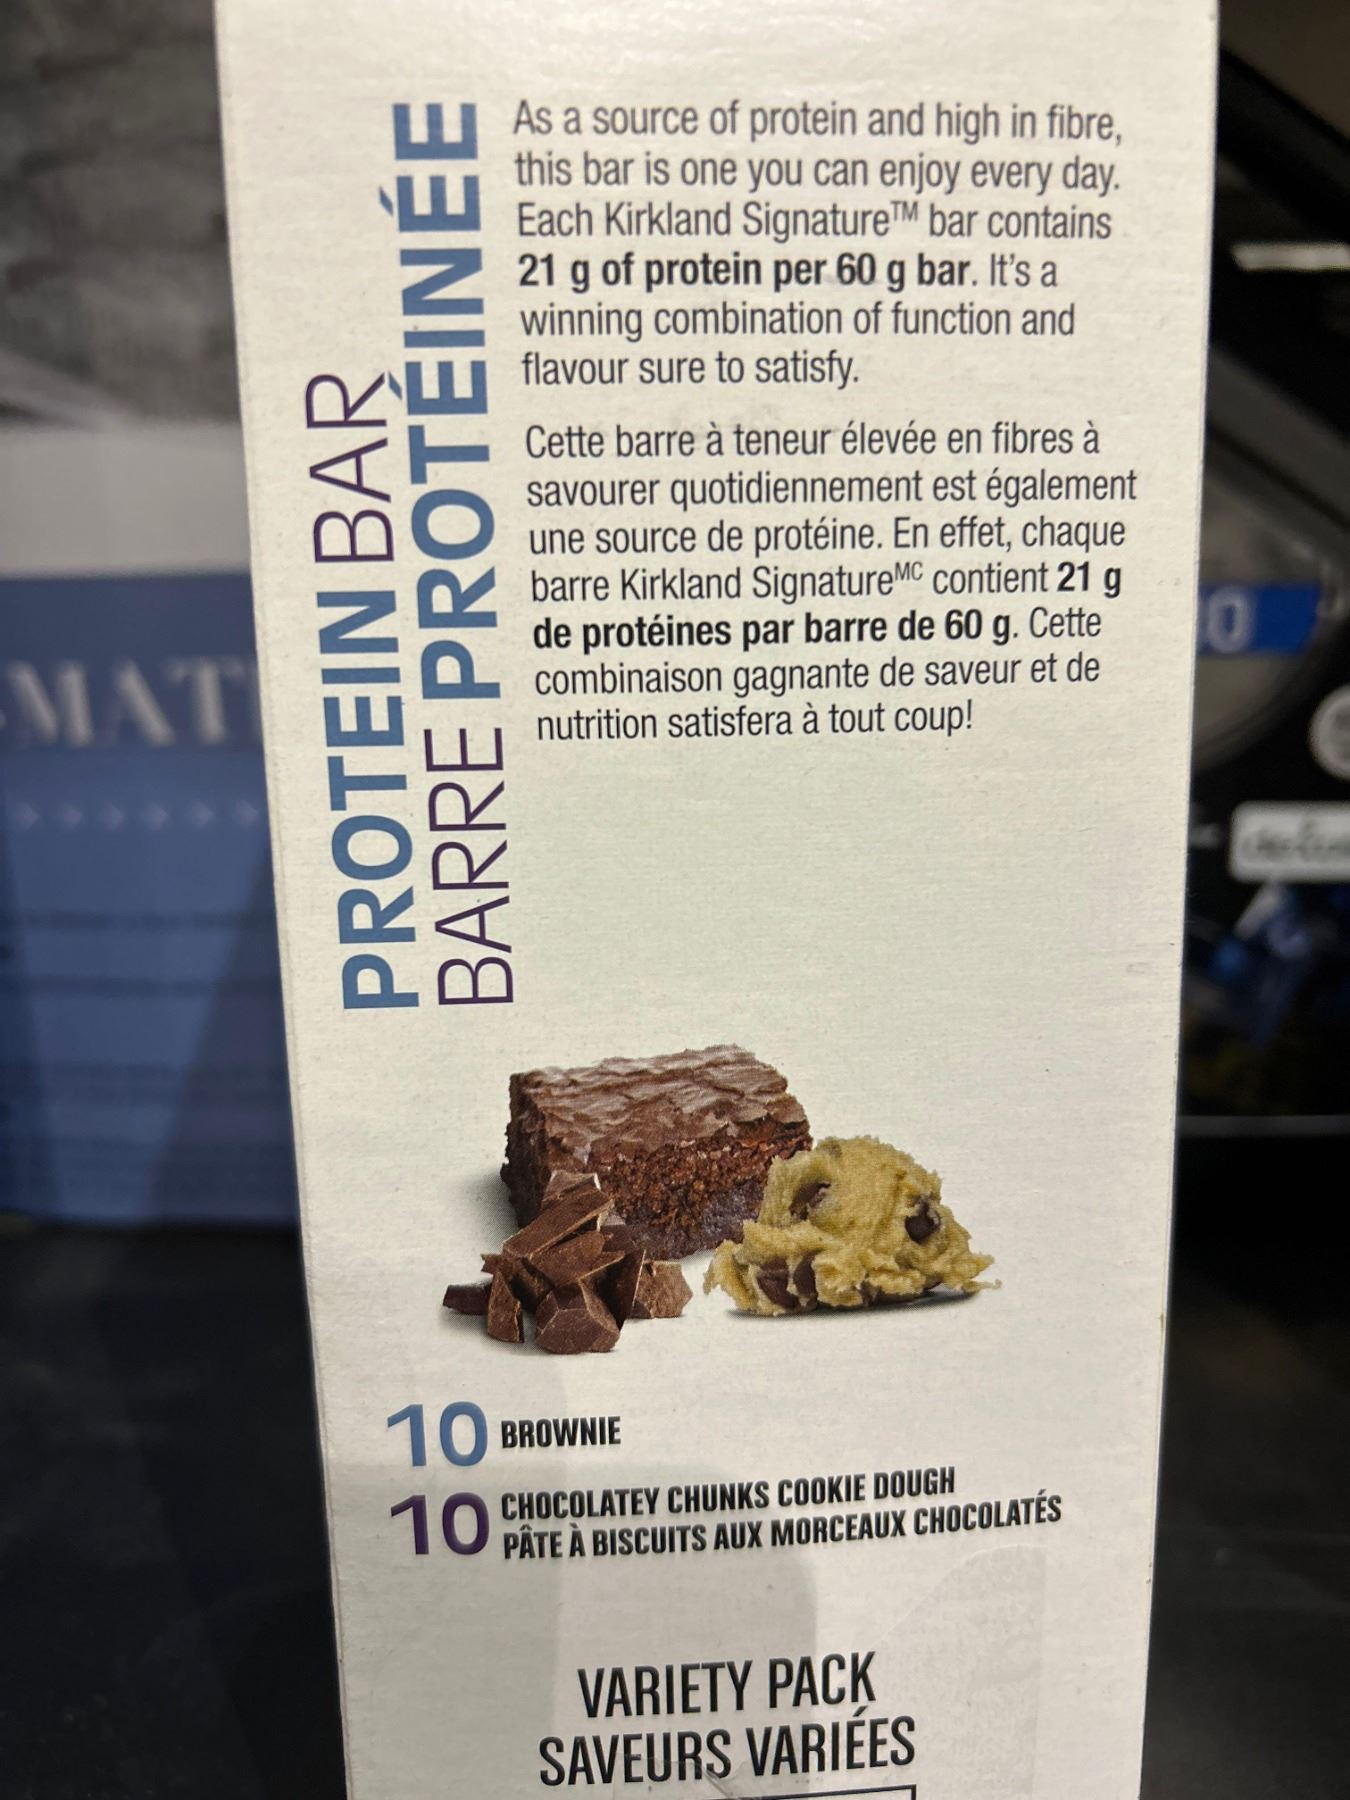 PROTEIN BAR
BARRE PROTÉINÉE
As a source of protein and high in fibre,
this bar is one you can enjoy every day.
Each Kirkland Signature™ bar contains
21 g of protein per 60 g bar. It's a
winning combination of function and
flavour sure to satisfy.
Cette barre à teneur élevée en fibres à
savourer quotidiennement est également
une source de protéine. En effet, chaque
barre Kirkland Signatureᴹᶜ contient 21 g
de protéines par barre de 60 g. Cette
combinaison gagnante de saveur et de
nutrition satisfera à tout coup!
10 BROWNIE
10 CHOCOLATEY CHUNKS COOKIE DOUGH
PÂTE À BISCUITS AUX MORCEAUX CHOCOLATÉS
VARIETY PACK
SAVEURS VARIÉES
MAT